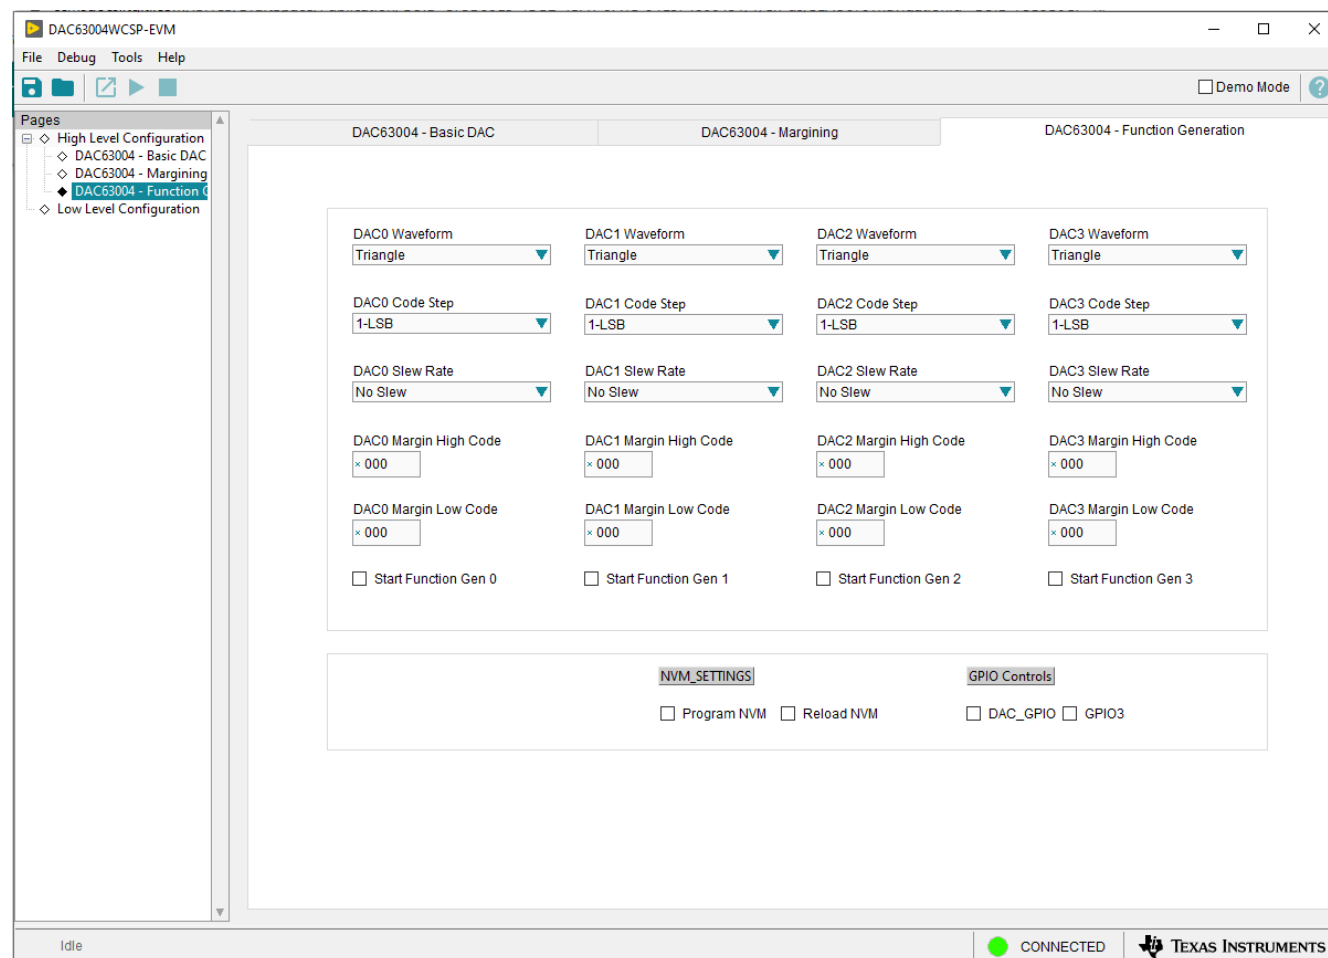 DAC63004WCSP-EVM
File Debug Tools Help
Demo Mode
Pages
High Level Configuration
DAC63004 - Basic DAC
DAC63004 - Margining
DAC63004 - Function G
Low Level Configuration
DAC63004 - Basic DAC DAC63004 - Margining DAC63004 - Function Generation
DAC0 Waveform DAC1 Waveform DAC2 Waveform DAC3 Waveform
Triangle Triangle Triangle Triangle
DAC0 Code Step DAC1 Code Step DAC2 Code Step DAC3 Code Step
1-LSB 1-LSB 1-LSB 1-LSB
DAC0 Slew Rate DAC1 Slew Rate DAC2 Slew Rate DAC3 Slew Rate
No Slew No Slew No Slew No Slew
DAC0 Margin High Code DAC1 Margin High Code DAC2 Margin High Code DAC3 Margin High Code
× 000 × 000 × 000 × 000
DAC0 Margin Low Code DAC1 Margin Low Code DAC2 Margin Low Code DAC3 Margin Low Code
× 000 × 000 × 000 × 000
Start Function Gen 0 Start Function Gen 1 Start Function Gen 2 Start Function Gen 3
NVM_SETTINGS GPIO Controls
Program NVM Reload NVM DAC_GPIO GPIO3
Idle CONNECTED TEXAS INSTRUMENTS